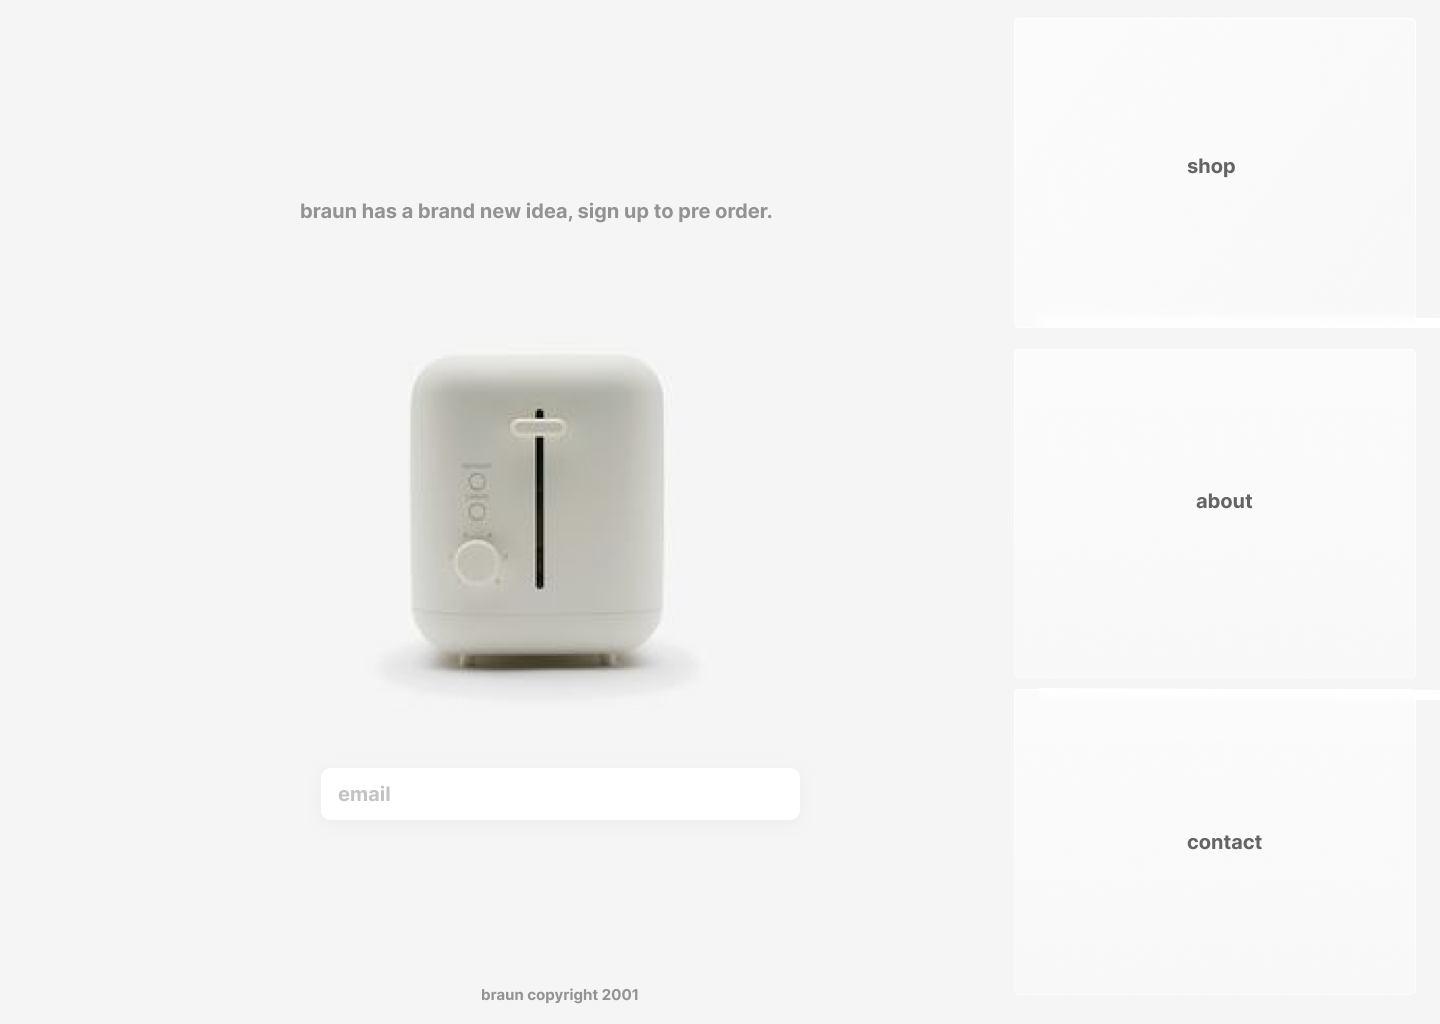 shop
braun has a brand new idea, sign up to pre order.
about
email
contact
braun copyright 2001